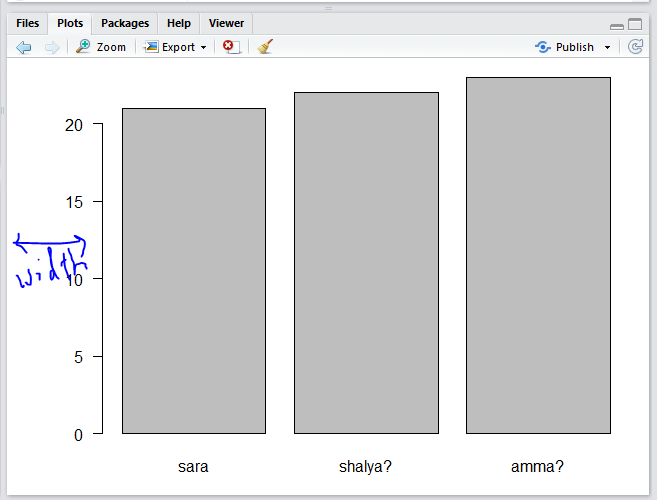 Files Plots Packages Help Viewer
Zoom Export Publish
20
15
width
10
5
0
sara shalya? amma?